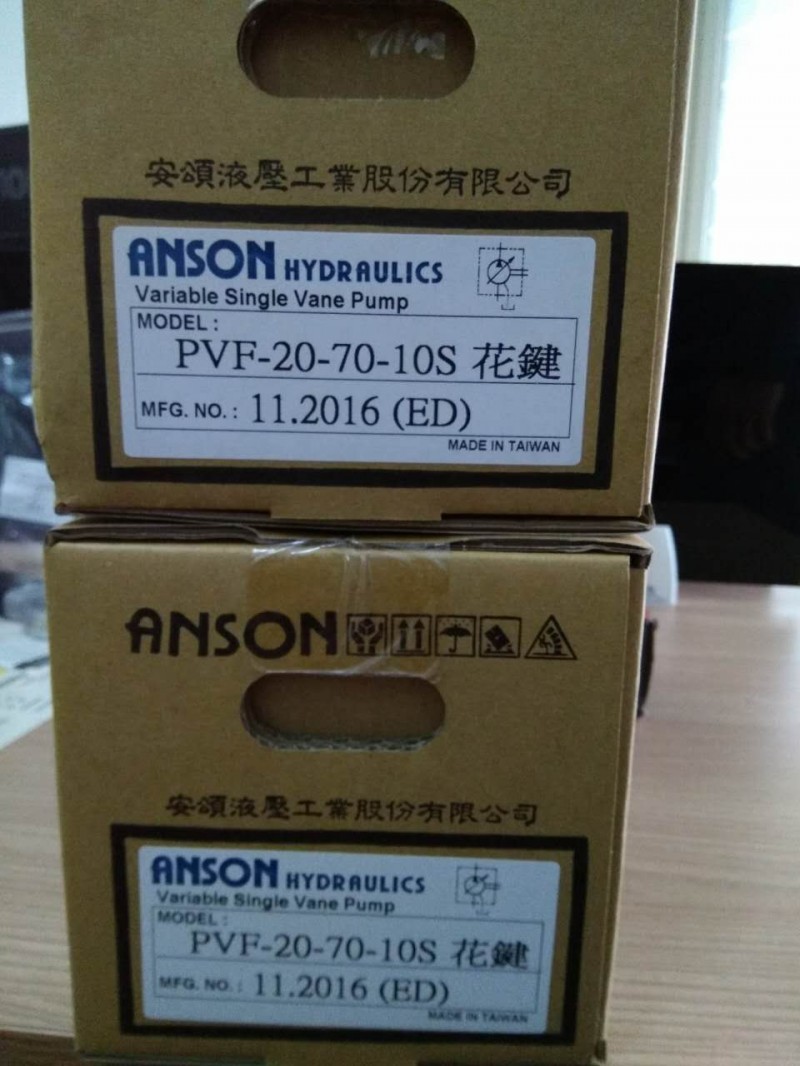 安頌液壓工業股份有限公司
ANSON HYDRAULICS
Variable Single Vane Pump
MODEL :
PVF-20-70-10S 花鍵
MFG. NO. : 11.2016 (ED)
MADE IN TAIWAN
ANSON
安頌液壓工業股份有限公司
ANSON HYDRAULICS
Variable Single Vane Pump
MODEL :
PVF-20-70-10S 花鍵
MFG. NO. : 11.2016 (ED)
MADE IN TAIWAN